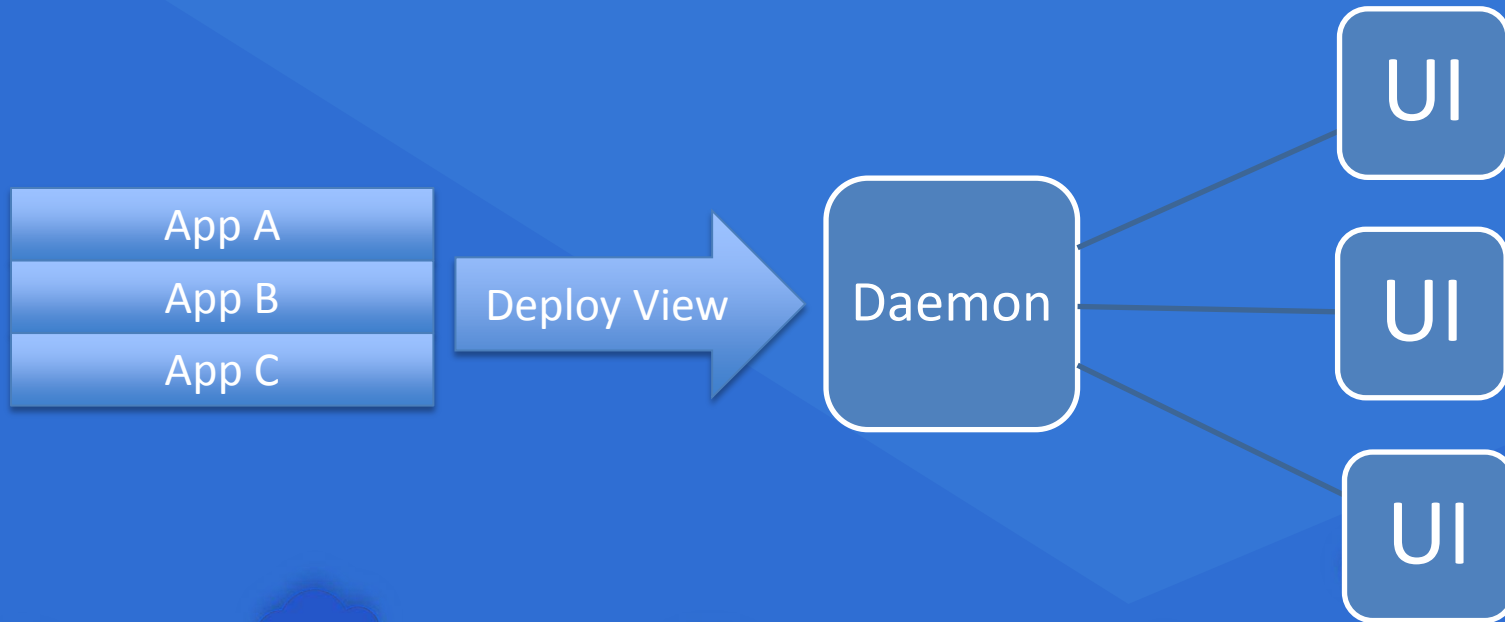 App A
App B
App C
Deploy View
Daemon
UI
UI
UI